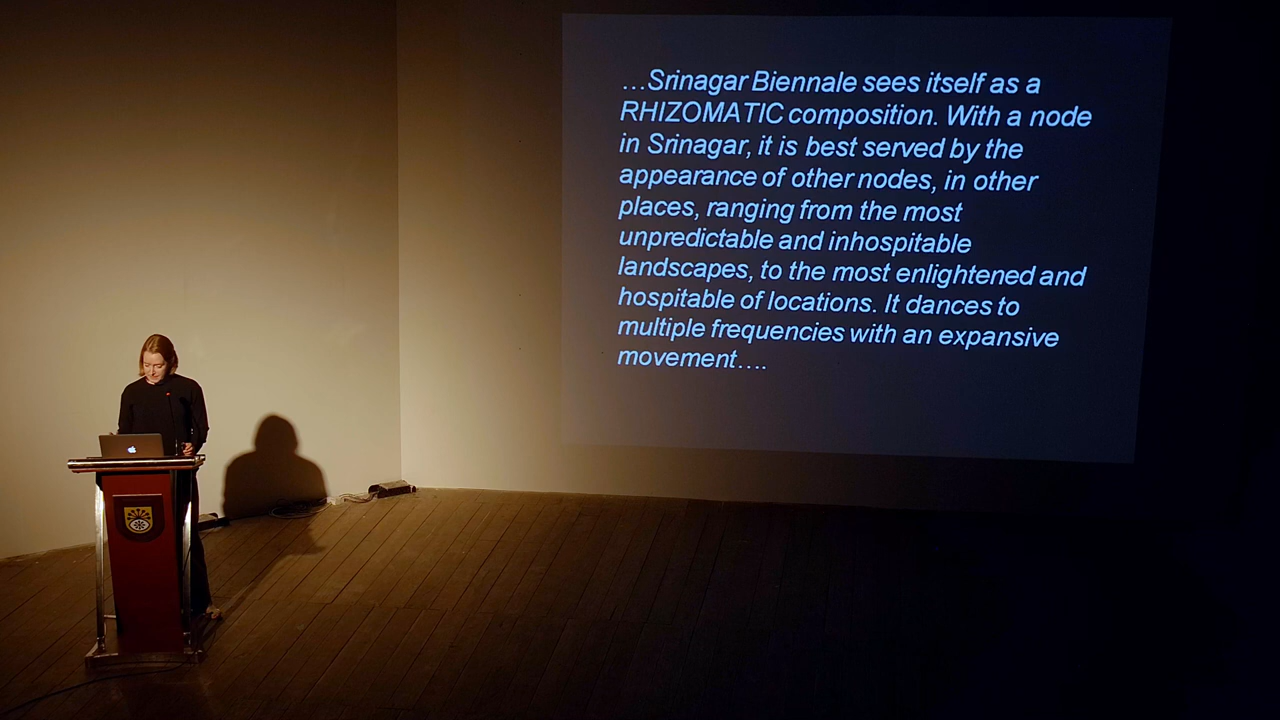 …Srinagar Biennale sees itself as a
RHIZOMATIC composition. With a node
in Srinagar, it is best served by the
appearance of other nodes, in other
places, ranging from the most
unpredictable and inhospitable
landscapes, to the most enlightened and
hospitable of locations. It dances to
multiple frequencies with an expansive
movement….